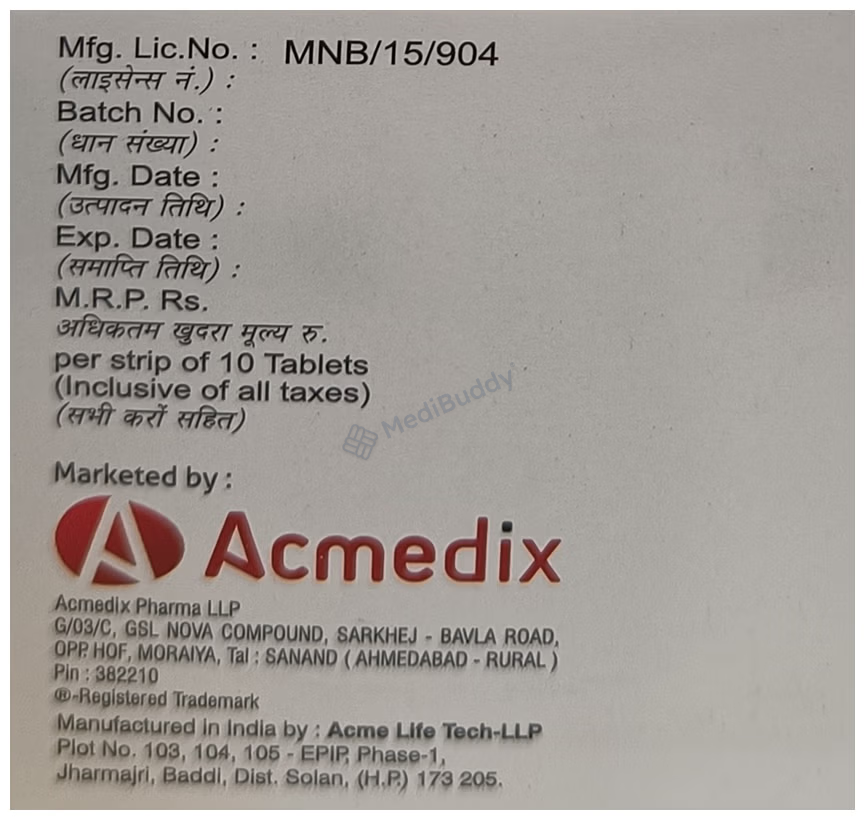 Mfg. Lic.No. : MNB/15/904
(लाइसेन्स नं.) :
Batch No. :
(धान संख्या) :
Mfg. Date :
(उत्पादन तिथि) :
Exp. Date :
(समाप्ति तिथि) :
M.R.P. Rs.
अधिकतम खुदरा मूल्य रु.
per strip of 10 Tablets
(Inclusive of all taxes)
(सभी करों सहित)
MediBuddy
Marketed by :
Acmedix
Acmedix Pharma LLP
G/03/C, GSL NOVA COMPOUND, SARKHEJ - BAVLA ROAD,
OPP. HOF, MORAIYA, Tal : SANAND ( AHMEDABAD - RURAL )
Pin : 382210
®-Registered Trademark
Manufactured in India by : Acme Life Tech-LLP
Plot No. 103, 104, 105 - EPIP, Phase-1,
Jharmajri, Baddi, Dist. Solan, (H.P.) 173 205.